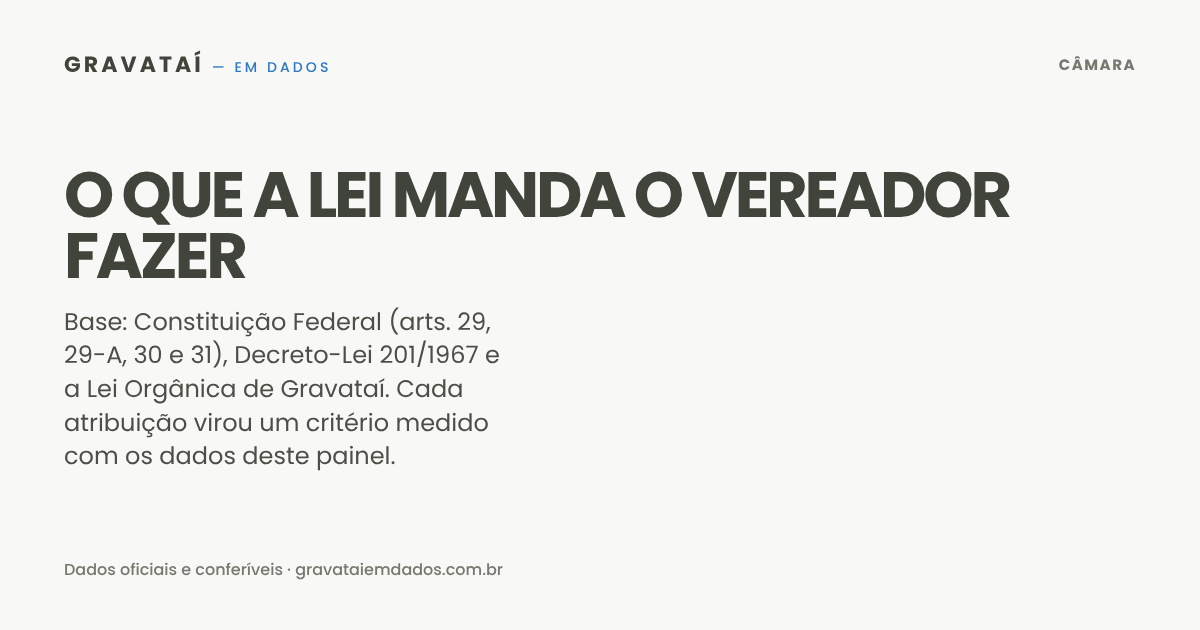 GRAVATAÍ — EM DADOS
CÂMARA
O QUE A LEI MANDA O VEREADOR
FAZER
Base: Constituição Federal (arts. 29,
29-A, 30 e 31), Decreto-Lei 201/1967 e
a Lei Orgânica de Gravataí. Cada
atribuição virou um critério medido
com os dados deste painel.
Dados oficiais e conferíveis · gravataiemdados.com.br